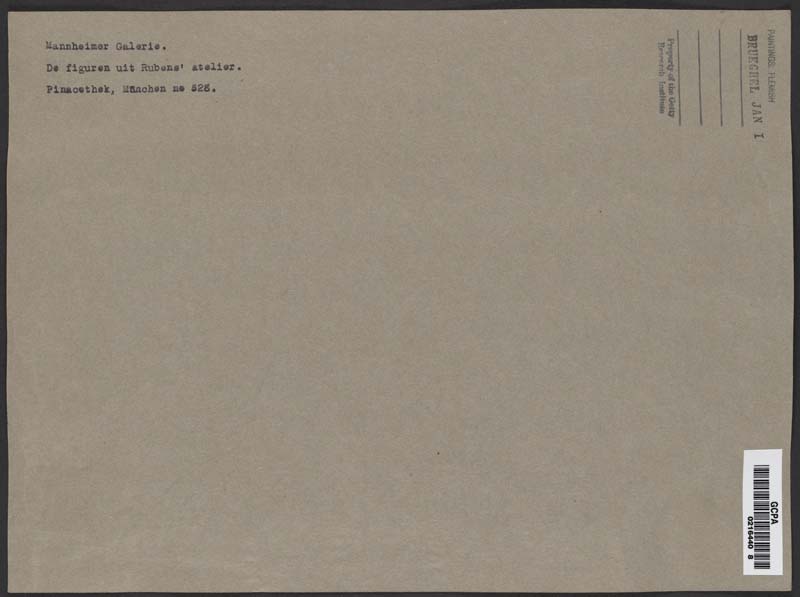 Mannheimer Galerie.
De figuren uit Rubens' atelier.
Pinacothek, München no 528.
PAINTINGS: FLEMISH
BRUEGHEL JAN I
Property of the Getty
Research Institute
GCPA
0216440 8